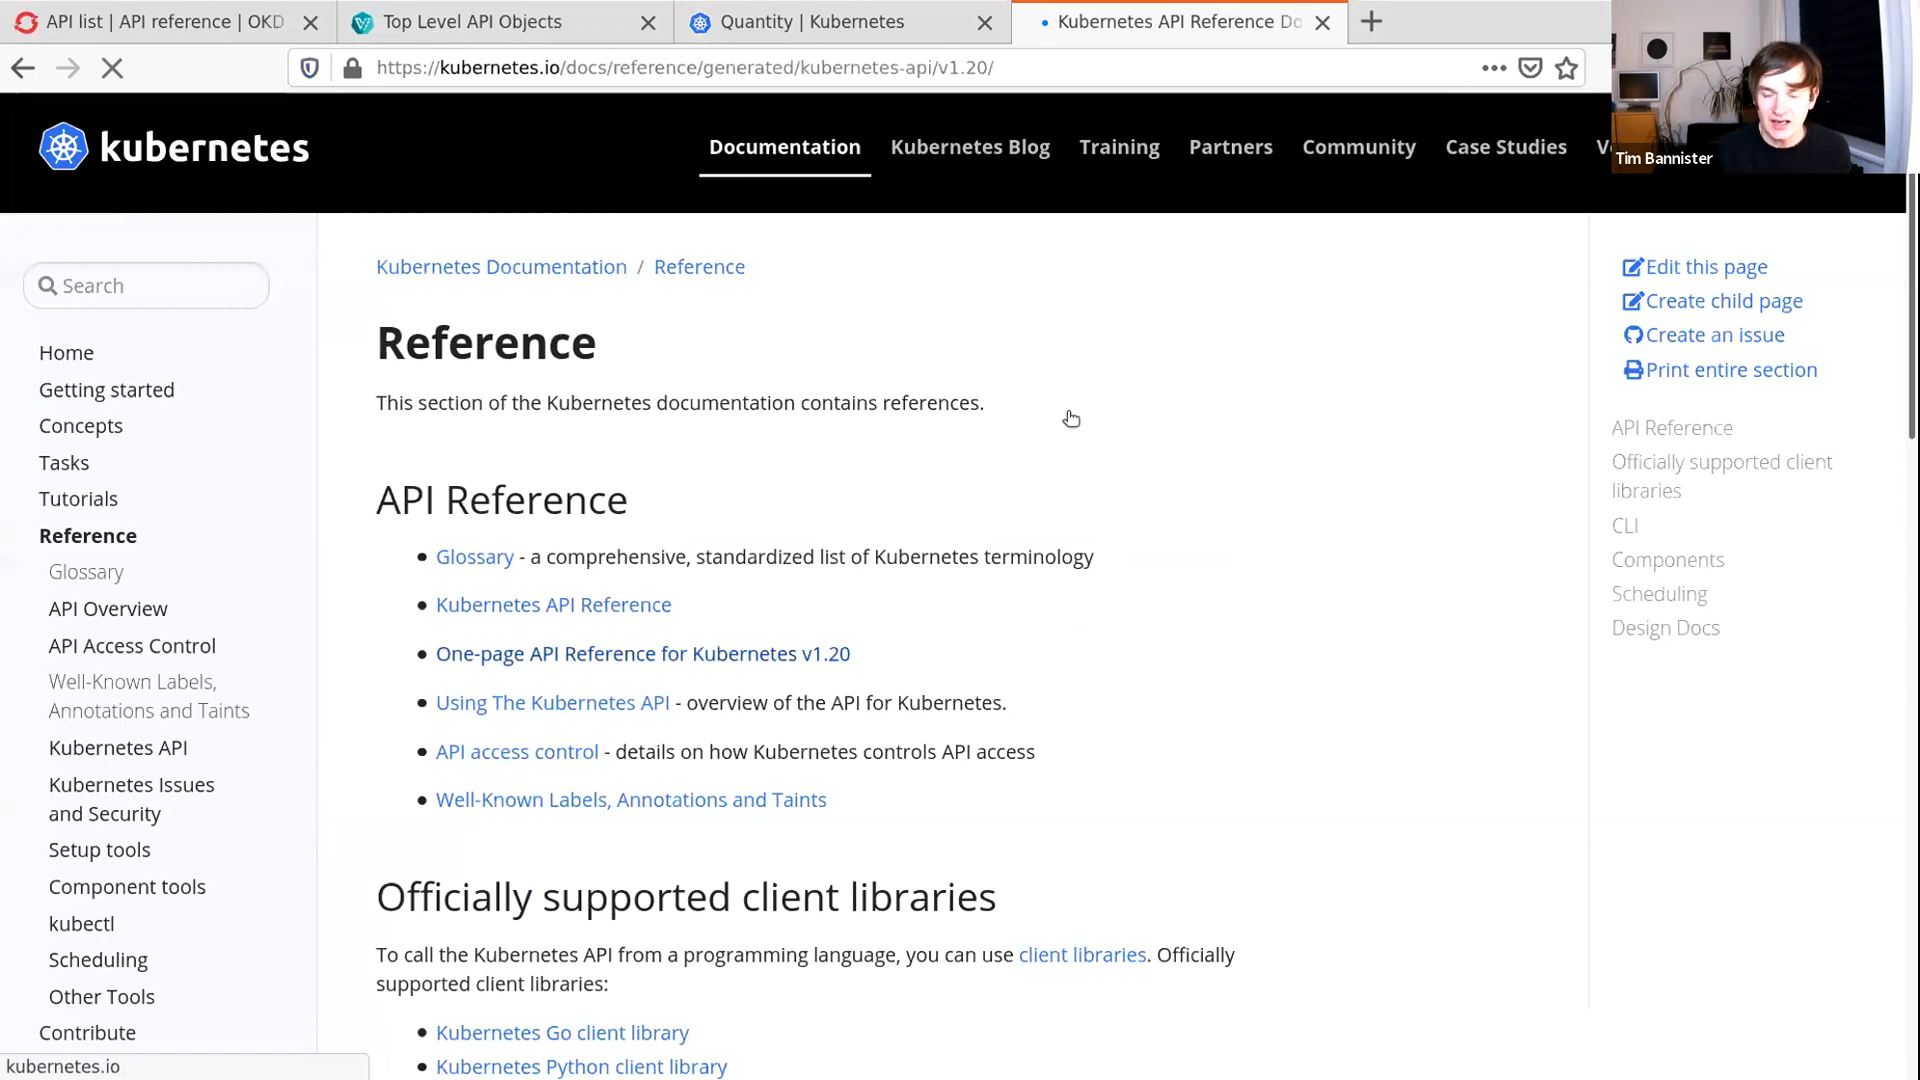 API list | API reference | OKD
Top Level API Objects
Quantity | Kubernetes
Kubernetes API Reference Do
https://kubernetes.io/docs/reference/generated/kubernetes-api/v1.20/
Tim Bannister
kubernetes
Documentation
Kubernetes Blog
Training
Partners
Community
Case Studies
V
Search
Home
Getting started
Concepts
Tasks
Tutorials
Reference
Glossary
API Overview
API Access Control
Well-Known Labels,
Annotations and Taints
Kubernetes API
Kubernetes Issues
and Security
Setup tools
Component tools
kubectl
Scheduling
Other Tools
Contribute
kubernetes.io
Kubernetes Documentation / Reference
Reference
This section of the Kubernetes documentation contains references.
API Reference
• Glossary - a comprehensive, standardized list of Kubernetes terminology
• Kubernetes API Reference
• One-page API Reference for Kubernetes v1.20
• Using The Kubernetes API - overview of the API for Kubernetes.
• API access control - details on how Kubernetes controls API access
• Well-Known Labels, Annotations and Taints
Officially supported client libraries
To call the Kubernetes API from a programming language, you can use client libraries. Officially
supported client libraries:
• Kubernetes Go client library
• Kubernetes Python client library
Edit this page
Create child page
Create an issue
Print entire section
API Reference
Officially supported client
libraries
CLI
Components
Scheduling
Design Docs